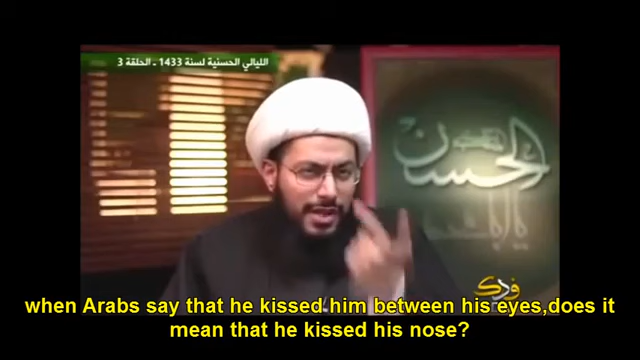 الليالي الحسنية لسنة 1433 - الحلقة 3
الحسن
فدك
when Arabs say that he kissed him between his eyes,does it
mean that he kissed his nose?